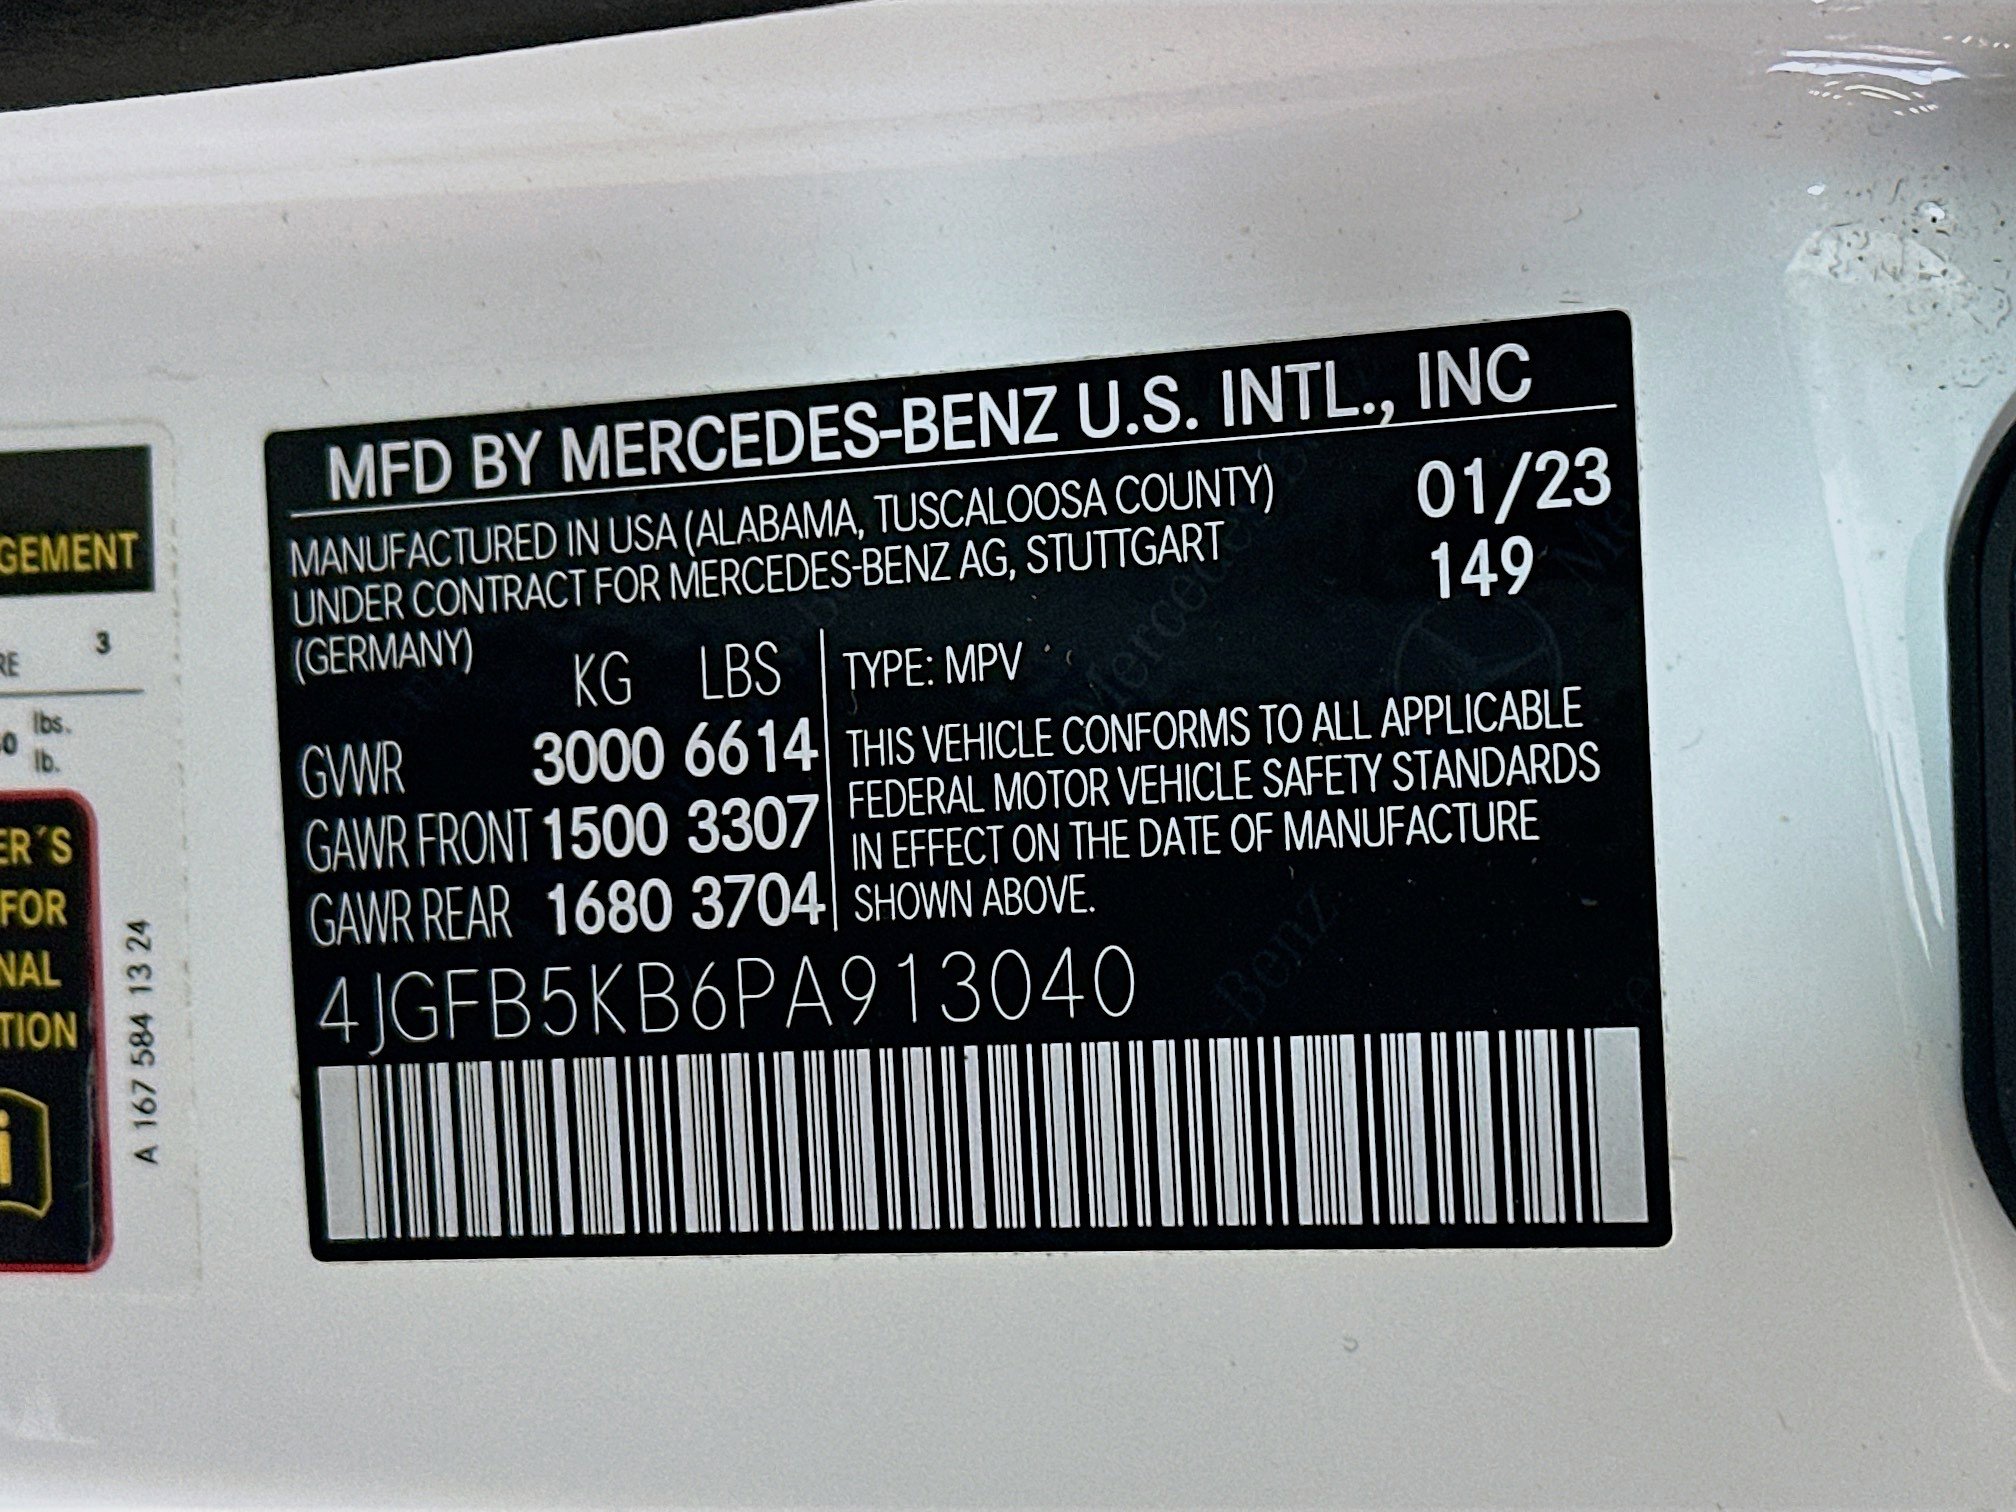 GEMENT
RE 3
0 lbs.
lb.
ER´S
FOR
NAL
TION
i
A 167 584 13 24
MFD BY MERCEDES-BENZ U.S. INTL., INC
MANUFACTURED IN USA (ALABAMA, TUSCALOOSA COUNTY) 01/23
UNDER CONTRACT FOR MERCEDES-BENZ AG, STUTTGART 149
(GERMANY)
KG LBS
GVWR 3000 6614
GAWR FRONT 1500 3307
GAWR REAR 1680 3704
TYPE: MPV
THIS VEHICLE CONFORMS TO ALL APPLICABLE
FEDERAL MOTOR VEHICLE SAFETY STANDARDS
IN EFFECT ON THE DATE OF MANUFACTURE
SHOWN ABOVE.
4JGFB5KB6PA913040